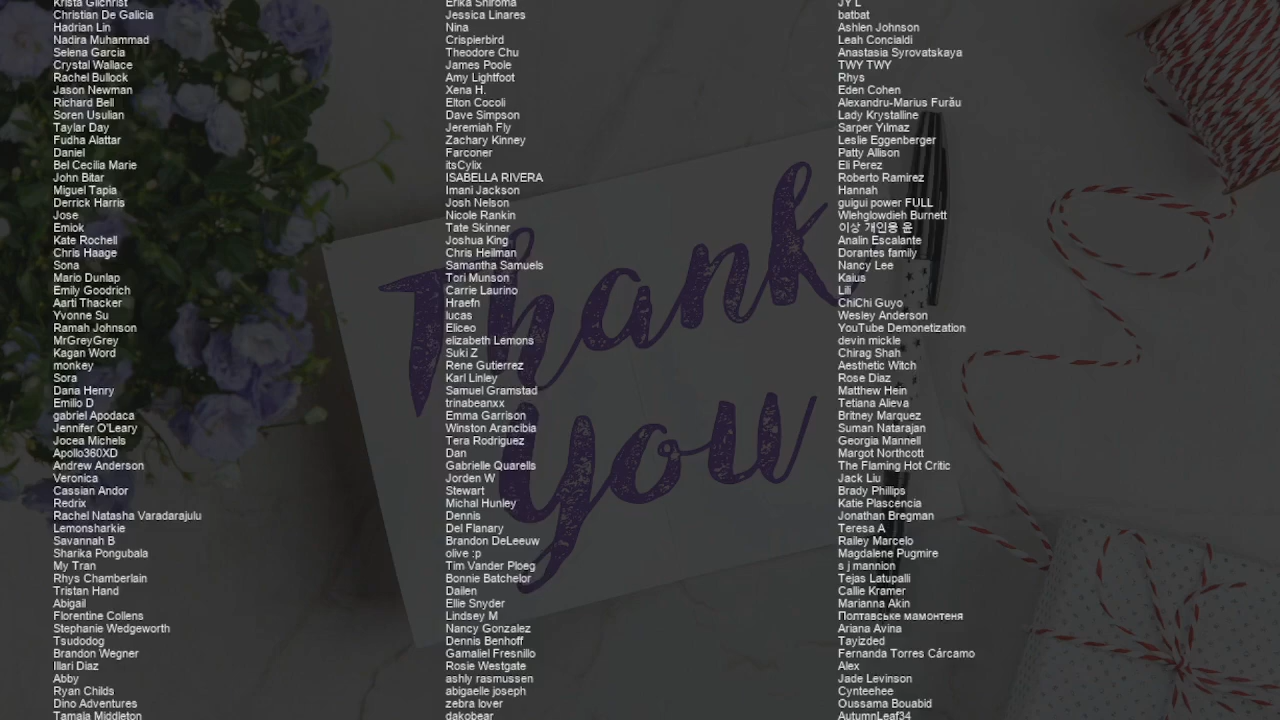 Krista Gilchrist
Christian De Galicia
Hadrian Lin
Nadira Muhammad
Selena Garcia
Crystal Wallace
Rachel Bullock
Jason Newman
Richard Bell
Soren Usulian
Taylar Day
Fudha Alattar
Daniel
Bel Cecilia Marie
John Bitar
Miguel Tapia
Derrick Harris
Jose
Emiok
Kate Rochell
Chris Haage
Sona
Mario Dunlap
Emily Goodrich
Aarti Thacker
Yvonne Su
Ramah Johnson
MrGreyGrey
Kagan Word
monkey
Sora
Dana Henry
Emilio D
gabriel Apodaca
Jennifer O'Leary
Jocea Michels
Apollo360XD
Andrew Anderson
Veronica
Cassian Andor
Redrix
Rachel Natasha Varadarajulu
Lemonsharkie
Savannah B
Sharika Pongubala
My Tran
Rhys Chamberlain
Tristan Hand
Abigail
Florentine Collens
Stephanie Wedgeworth
Tsudodog
Brandon Wegner
Illari Diaz
Abby
Ryan Childs
Dino Adventures
Tamala Middleton
Erika Shiroma
Jessica Linares
Nina
Crispierbird
Theodore Chu
James Poole
Amy Lightfoot
Xena H.
Elton Cocoli
Dave Simpson
Jeremiah Fly
Zachary Kinney
Farconer
itsCylix
ISABELLA RIVERA
Imani Jackson
Josh Nelson
Nicole Rankin
Tate Skinner
Joshua King
Chris Heilman
Samantha Samuels
Tori Munson
Carrie Laurino
Hraefn
lucas
Eliceo
elizabeth Lemons
Suki Z
Rene Gutierrez
Karl Linley
Samuel Gramstad
trinabeanxx
Emma Garrison
Winston Arancibia
Tera Rodriguez
Dan
Gabrielle Quarells
Jorden W
Stewart
Michal Hunley
Dennis
Del Flanary
Brandon DeLeeuw
olive :p
Tim Vander Ploeg
Bonnie Batchelor
Dailen
Ellie Snyder
Lindsey M
Nancy Gonzalez
Dennis Benhoff
Gamaliel Fresnillo
Rosie Westgate
ashly rasmussen
abigaelle joseph
zebra lover
dakobear
JY L
batbat
Ashlen Johnson
Leah Concialdi
Anastasia Syrovatskaya
TWY TWY
Rhys
Eden Cohen
Alexandru-Marius Furău
Lady Krystalline
Sarper Yılmaz
Leslie Eggenberger
Patty Allison
Eli Perez
Roberto Ramirez
Hannah
guigui power FULL
Wlehglowdieh Burnett
이상 개인용 윤
Analin Escalante
Dorantes family
Nancy Lee
Kaius
Lili
ChiChi Guyo
Wesley Anderson
YouTube Demonetization
devin mickle
Chirag Shah
Aesthetic Witch
Rose Diaz
Matthew Hein
Tetiana Alieva
Britney Marquez
Suman Natarajan
Georgia Mannell
Margot Northcott
The Flaming Hot Critic
Jack Liu
Brady Phillips
Katie Plascencia
Jonathan Bregman
Teresa A
Railey Marcelo
Magdalene Pugmire
s j mannion
Tejas Latupalli
Callie Kramer
Marianna Akin
Полтавське мамонтеня
Ariana Avina
Tayizded
Fernanda Torres Cárcamo
Alex
Jade Levinson
Cynteehee
Oussama Bouabid
AutumnLeaf34
Thank
you